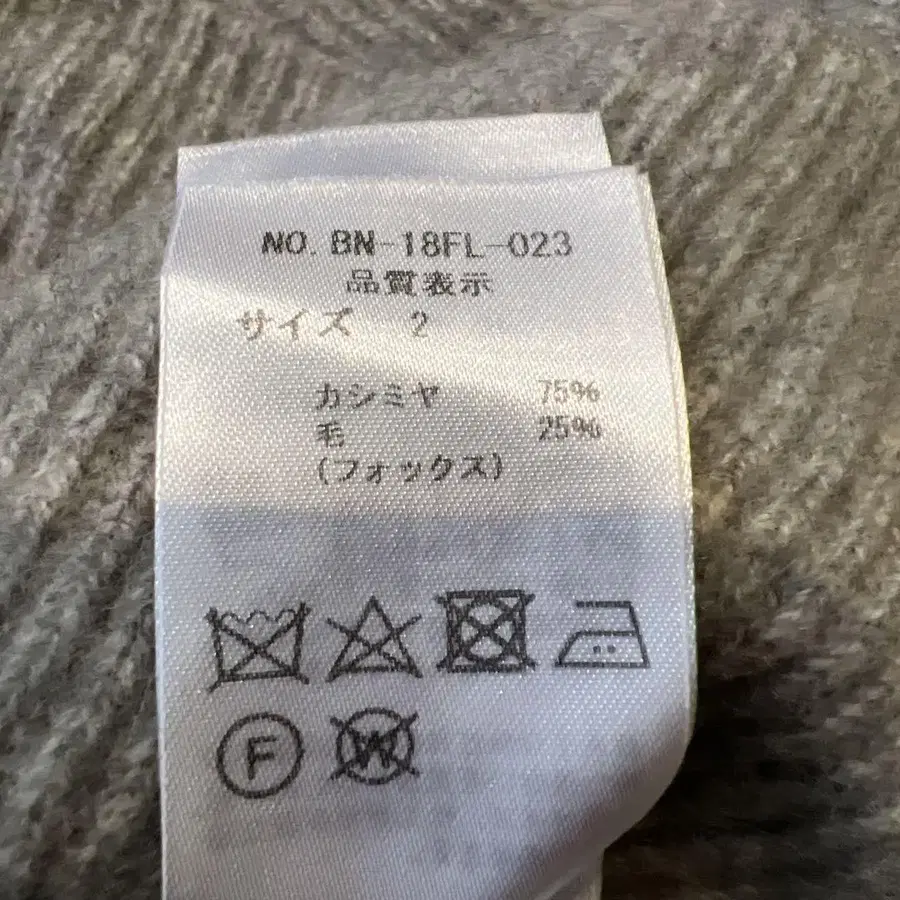 NO. BN-18FL-023
品質表示
サイズ 2
カシミヤ 75%
毛 25%
(フォックス)
F
W